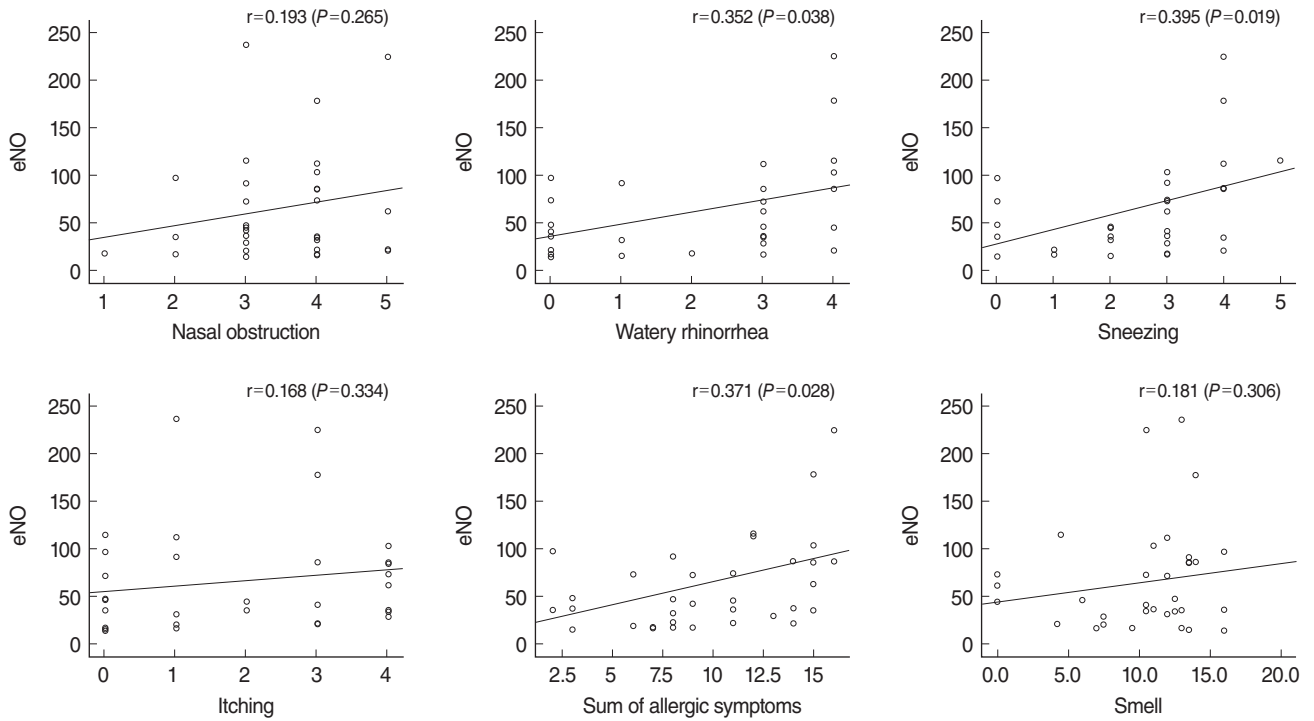 r=0.193 (P=0.265)
250
200
150
100
50
0
eNO
1 2 3 4 5
Nasal obstruction
r=0.352 (P=0.038)
250
200
150
100
50
0
eNO
0 1 2 3 4
Watery rhinorrhea
r=0.395 (P=0.019)
250
200
150
100
50
0
eNO
0 1 2 3 4 5
Sneezing
r=0.168 (P=0.334)
250
200
150
100
50
0
eNO
0 1 2 3 4
Itching
r=0.371 (P=0.028)
250
200
150
100
50
0
eNO
2.5 5 7.5 10 12.5 15
Sum of allergic symptoms
r=0.181 (P=0.306)
250
200
150
100
50
0
eNO
0.0 5.0 10.0 15.0 20.0
Smell